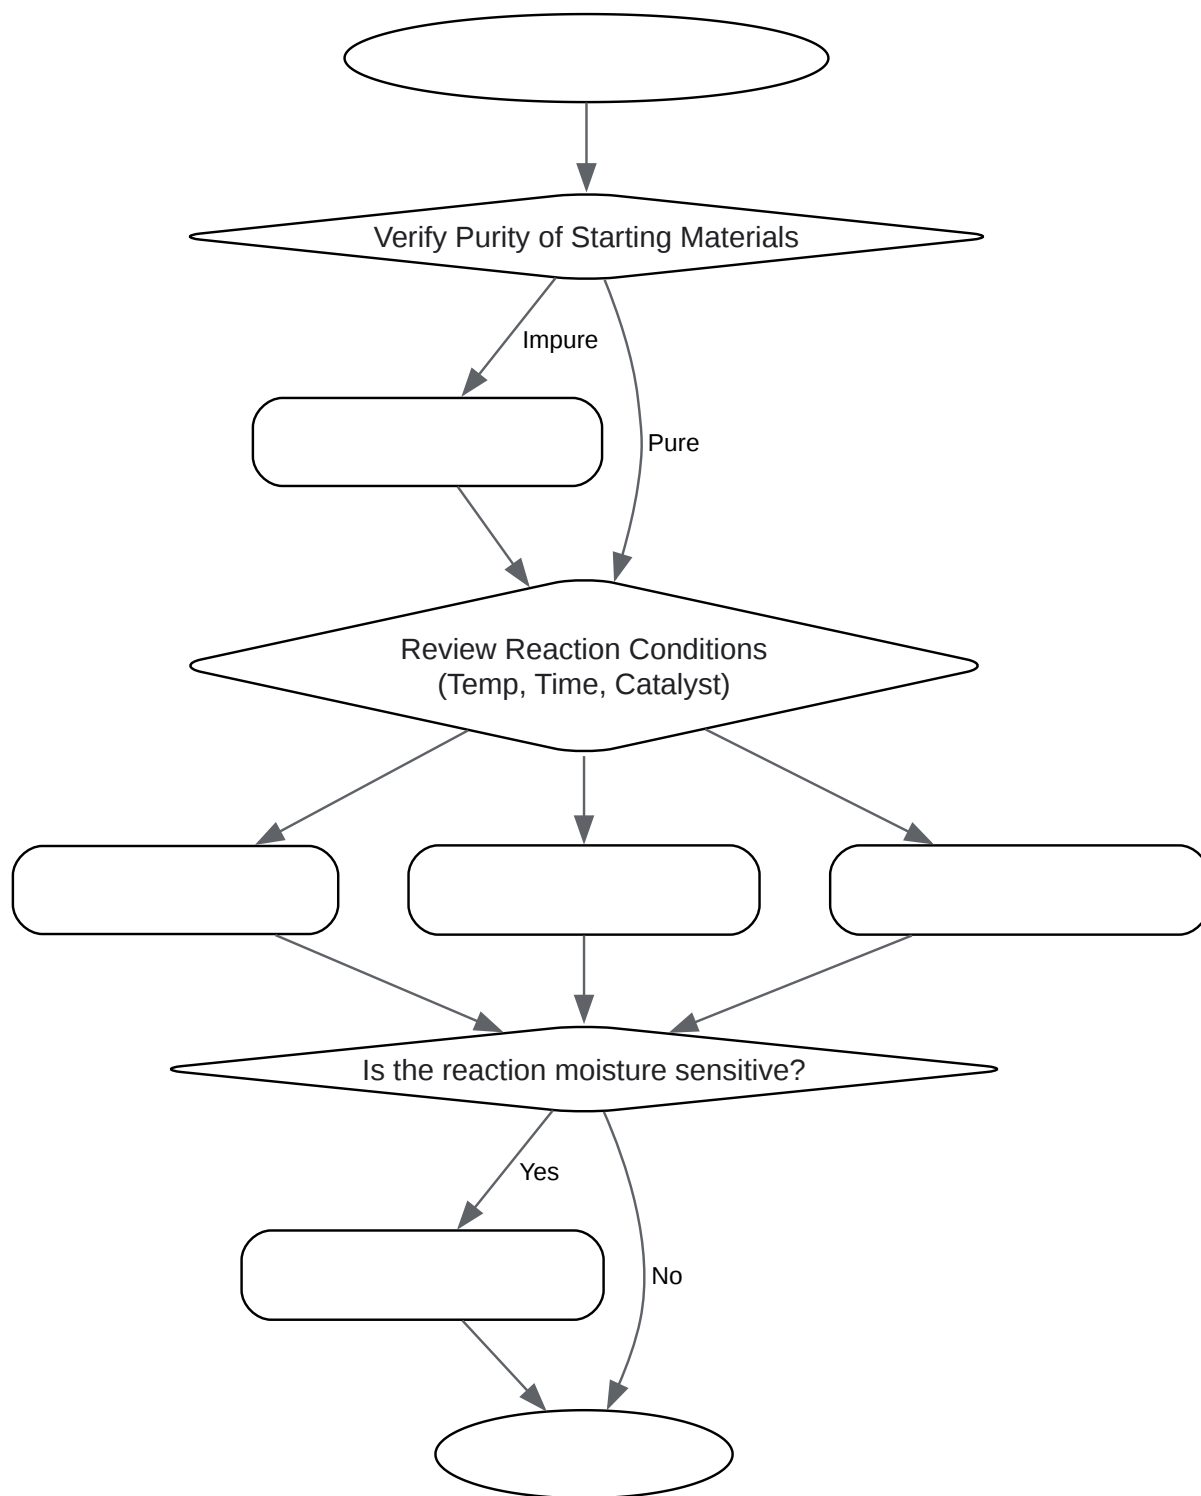 Verify Purity of Starting Materials
Impure
Pure
Review Reaction Conditions
(Temp, Time, Catalyst)
Is the reaction moisture sensitive?
Yes
No